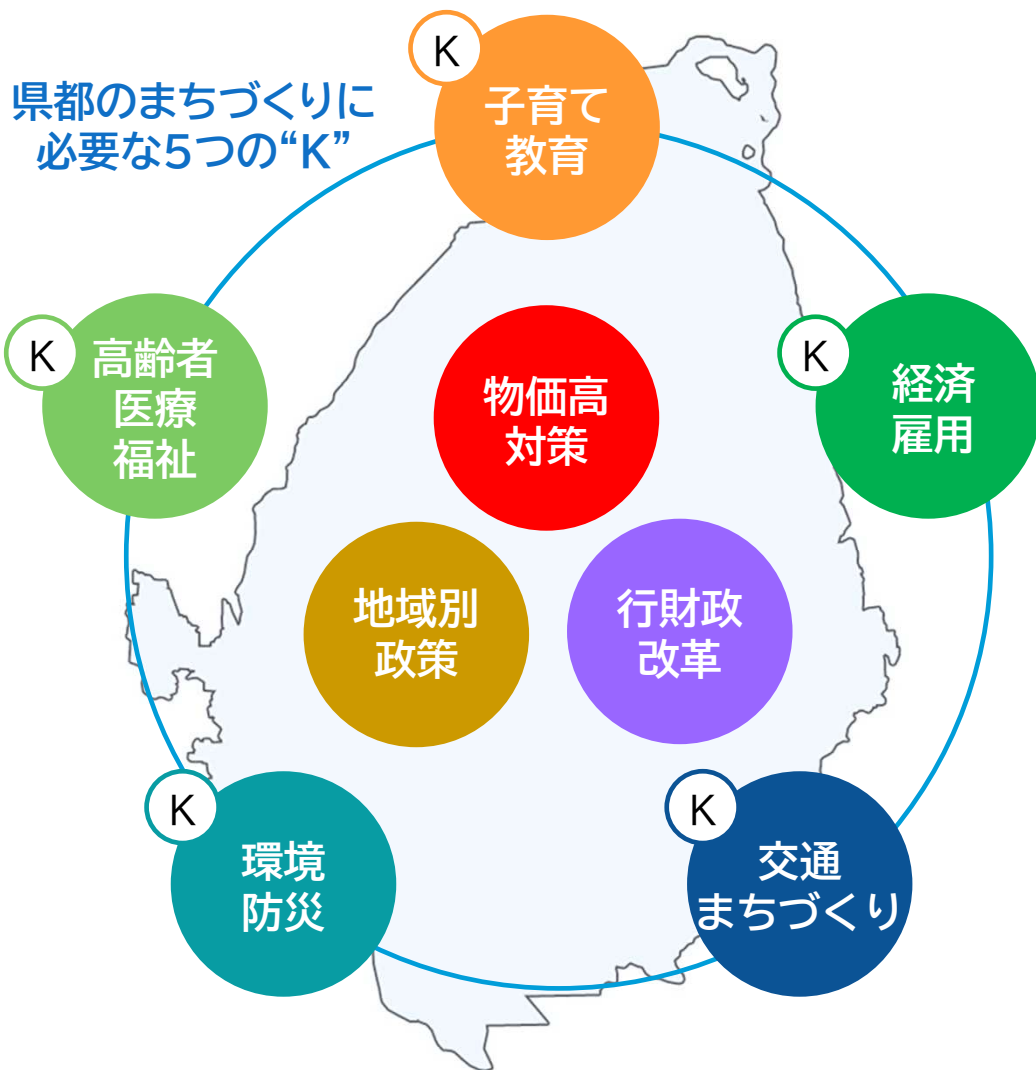 県都のまちづくりに
必要な5つの“K”
K
子育て
教育
K
高齢者
医療
福祉
K
経済
雇用
物価高
対策
地域別
政策
行財政
改革
K
環境
防災
K
交通
まちづくり